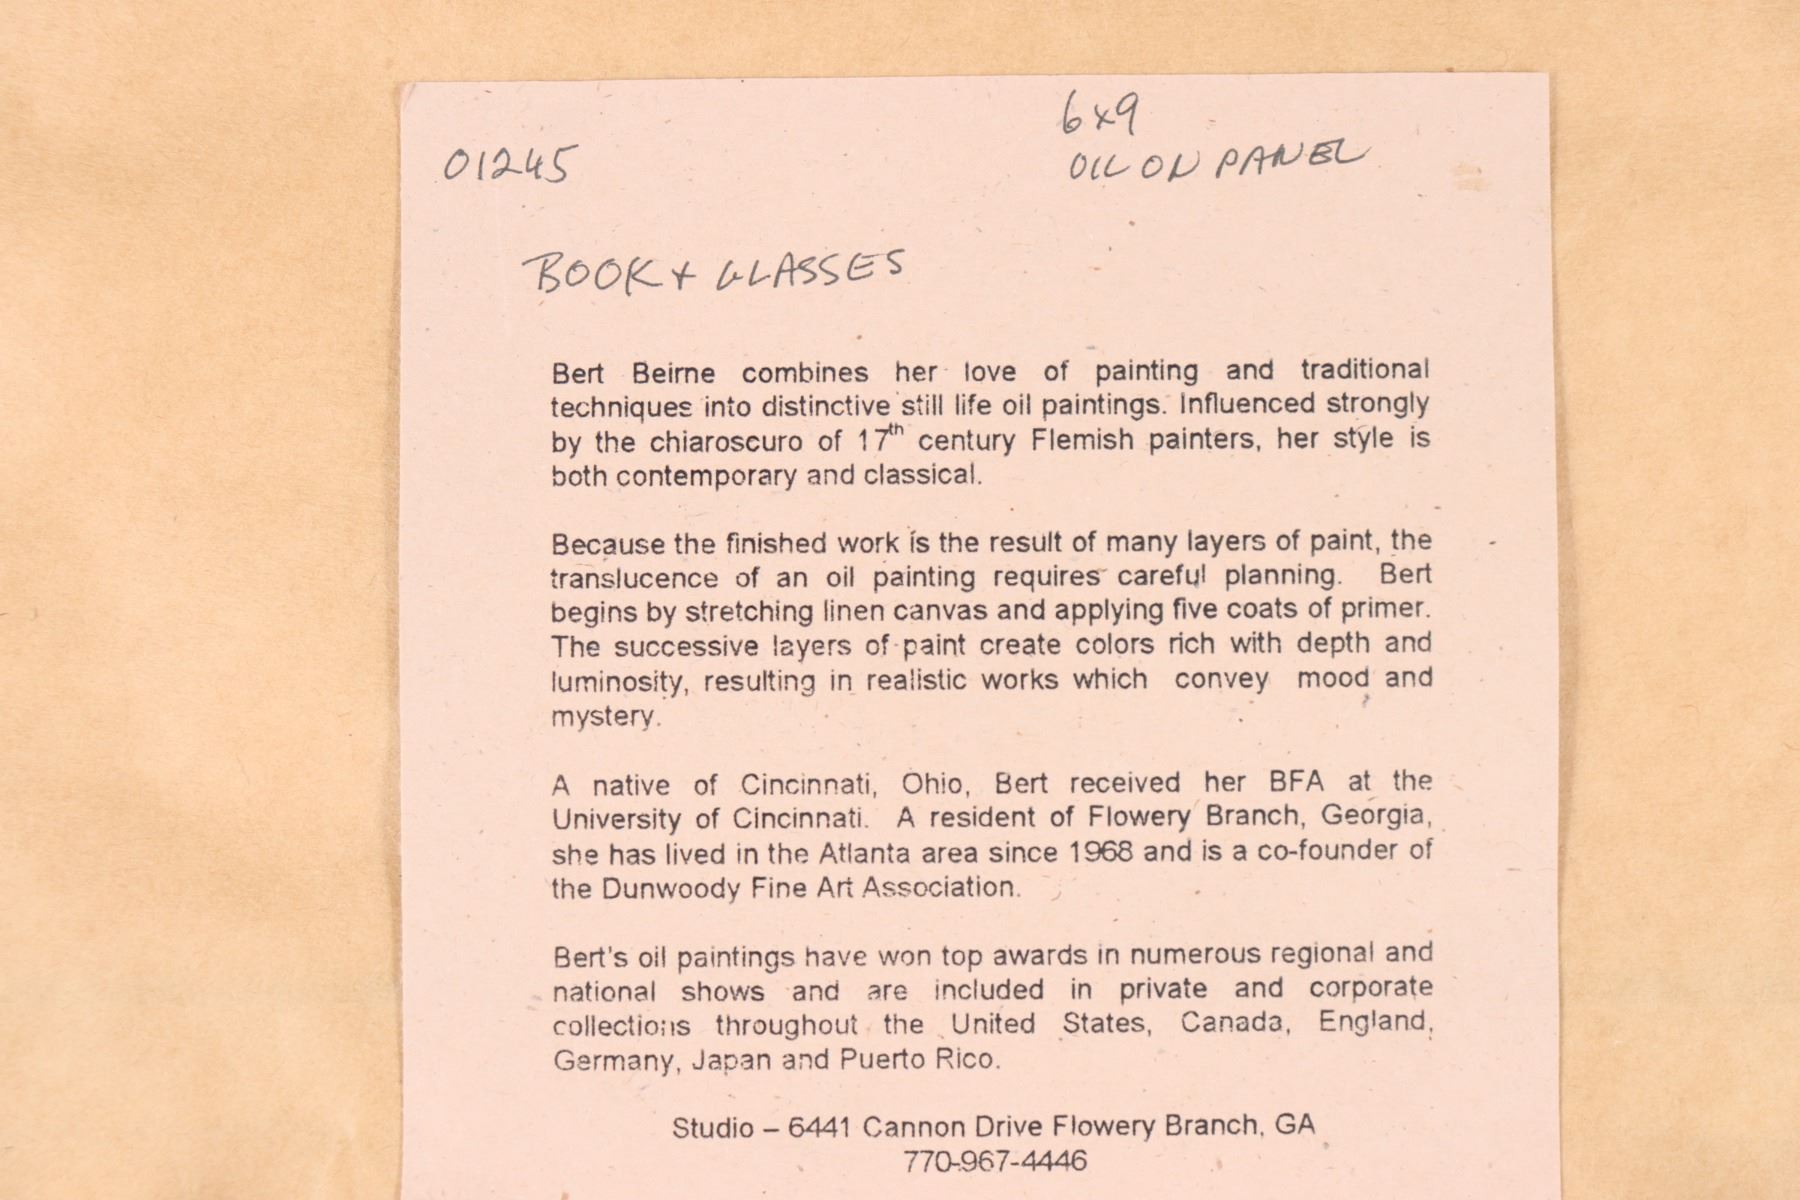 6x9
01245
OIL ON PANEL
BOOK + GLASSES
Bert Beirne combines her love of painting and traditional
techniques into distinctive still life oil paintings. Influenced strongly
by the chiaroscuro of 17th century Flemish painters, her style is
both contemporary and classical.
Because the finished work is the result of many layers of paint, the
translucence of an oil painting requires careful planning. Bert
begins by stretching linen canvas and applying five coats of primer.
The successive layers of paint create colors rich with depth and
luminosity, resulting in realistic works which convey mood and
mystery.
A native of Cincinnati, Ohio, Bert received her BFA at the
University of Cincinnati. A resident of Flowery Branch, Georgia,
she has lived in the Atlanta area since 1968 and is a co-founder of
the Dunwoody Fine Art Association.
Bert's oil paintings have won top awards in numerous regional and
national shows and are included in private and corporate
collections throughout the United States, Canada, England,
Germany, Japan and Puerto Rico.
Studio – 6441 Cannon Drive Flowery Branch, GA
770-967-4446